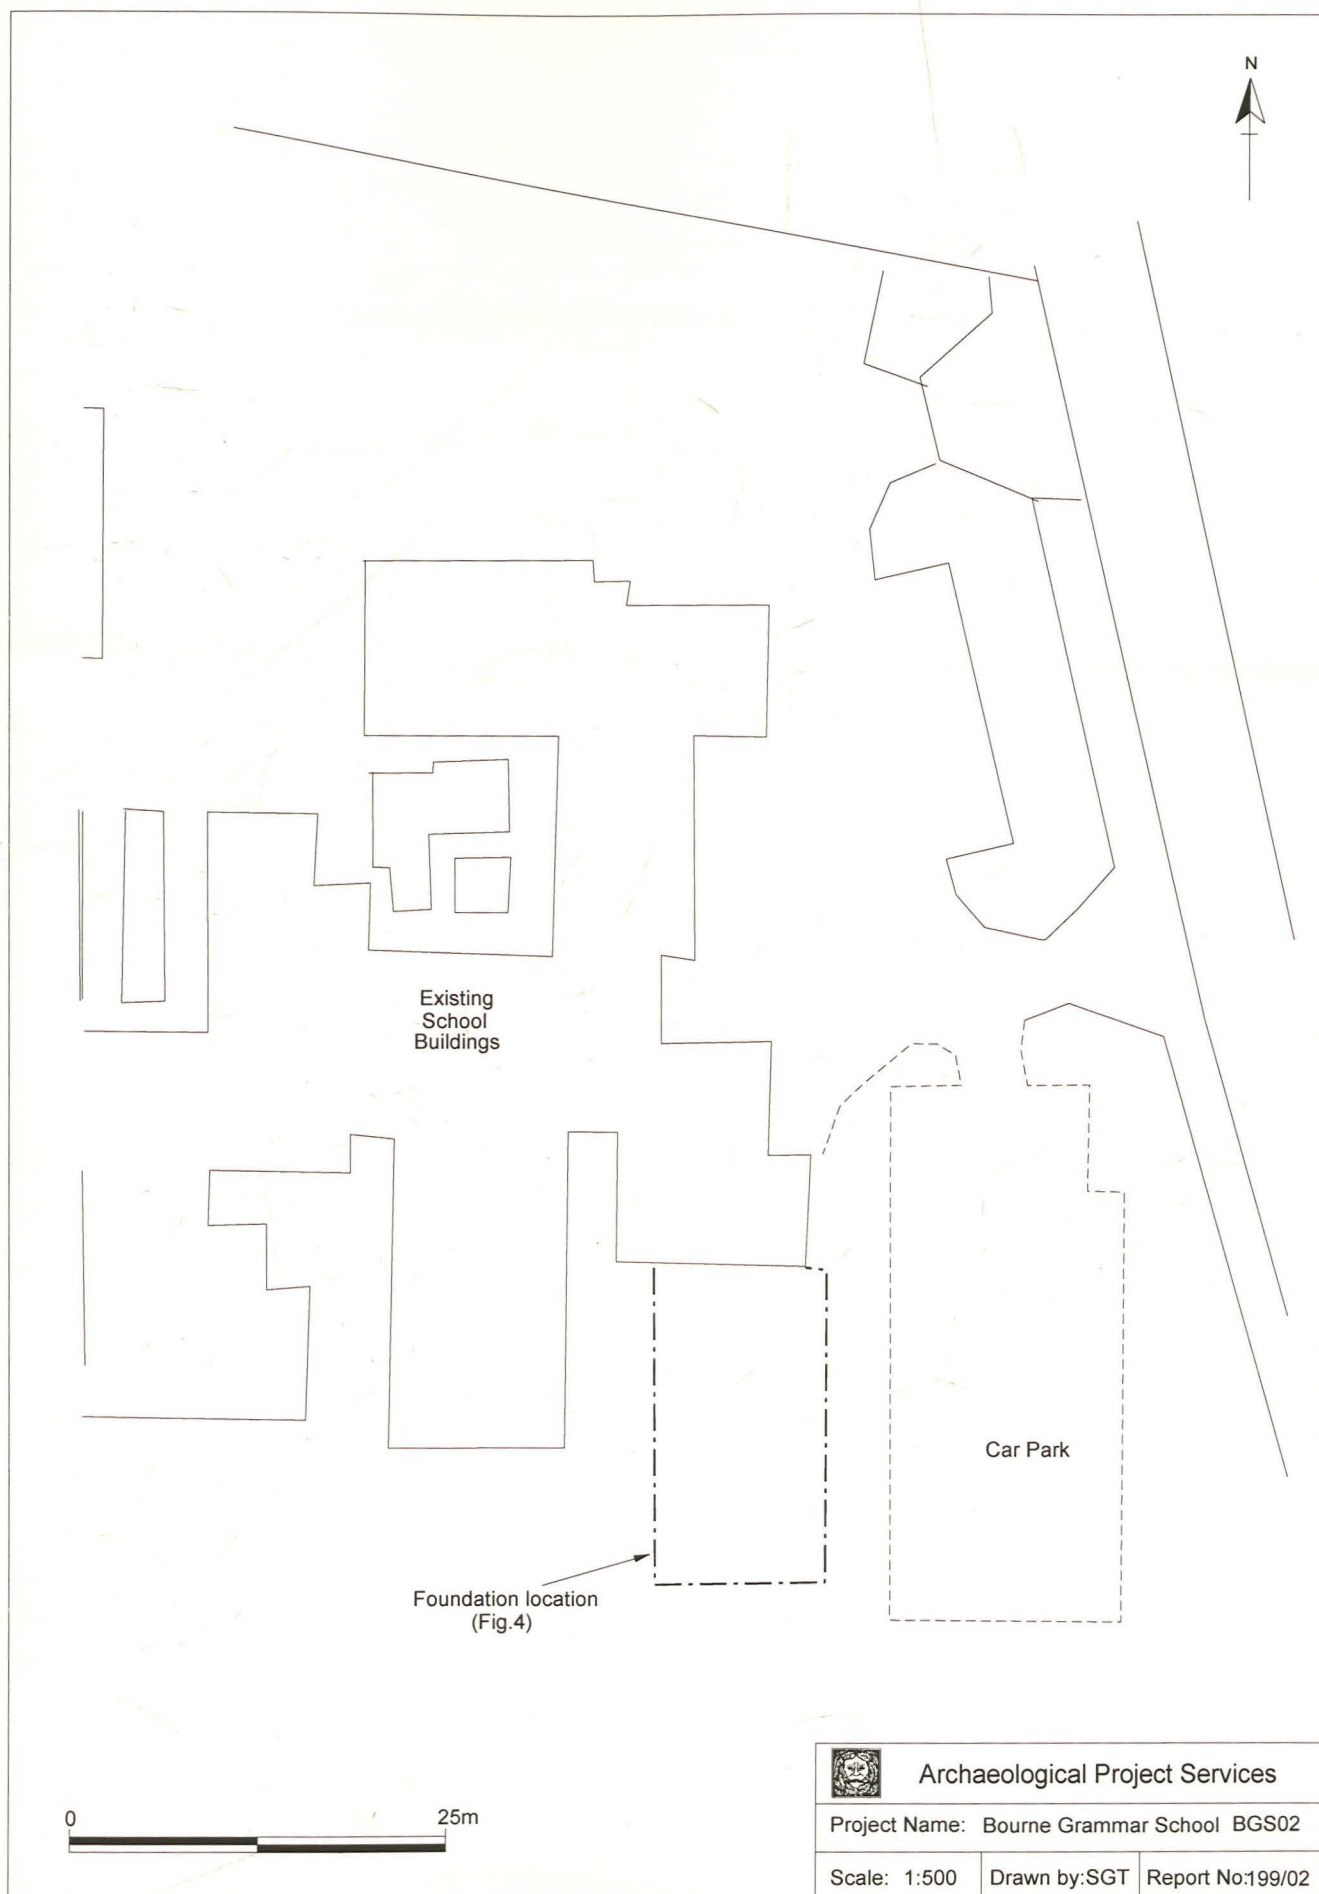 N
Existing
School
Buildings
Car Park
Foundation location
(Fig.4)
0 25m
Archaeological Project Services
Project Name: Bourne Grammar School BGS02
Scale: 1:500 Drawn by:SGT Report No:199/02